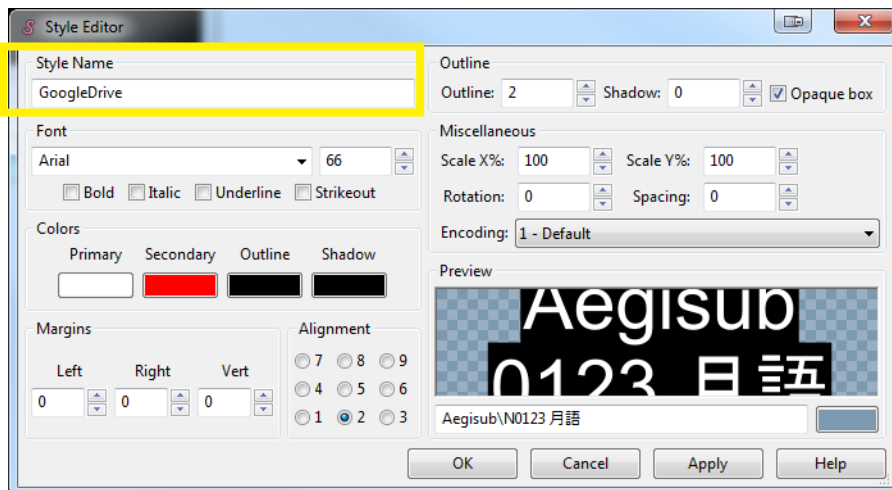 Style Editor
Style Name
GoogleDrive
Font
Arial 66
Bold Italic Underline Strikeout
Colors
Primary Secondary Outline Shadow
Margins
Left Right Vert
0 0 0
Alignment
7 8 9
4 5 6
1 2 3
Outline
Outline: 2 Shadow: 0 Opaque box
Miscellaneous
Scale X%: 100 Scale Y%: 100
Rotation: 0 Spacing: 0
Encoding: 1 - Default
Preview
Aegisub
0123 月語
Aegisub\N0123 月語
OK Cancel Apply Help